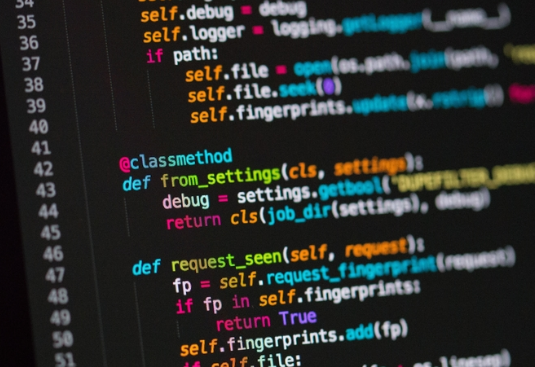 34
35 self.debug = debug
36 self.logger = logging.getLogger(__name__)
37 if path:
38 self.file = open(os.path.join(path,
39 self.file.seek(0)
40 self.fingerprints.update(x.rstrip() for
41
42 @classmethod
43 def from_settings(cls, settings):
44 debug = settings.getbool('DUPEFILTER_DEBUG
45 return cls(job_dir(settings), debug)
46
47 def request_seen(self, request):
48 fp = self.request_fingerprint(request)
49 if fp in self.fingerprints:
50 return True
51 self.fingerprints.add(fp)
if self.file: